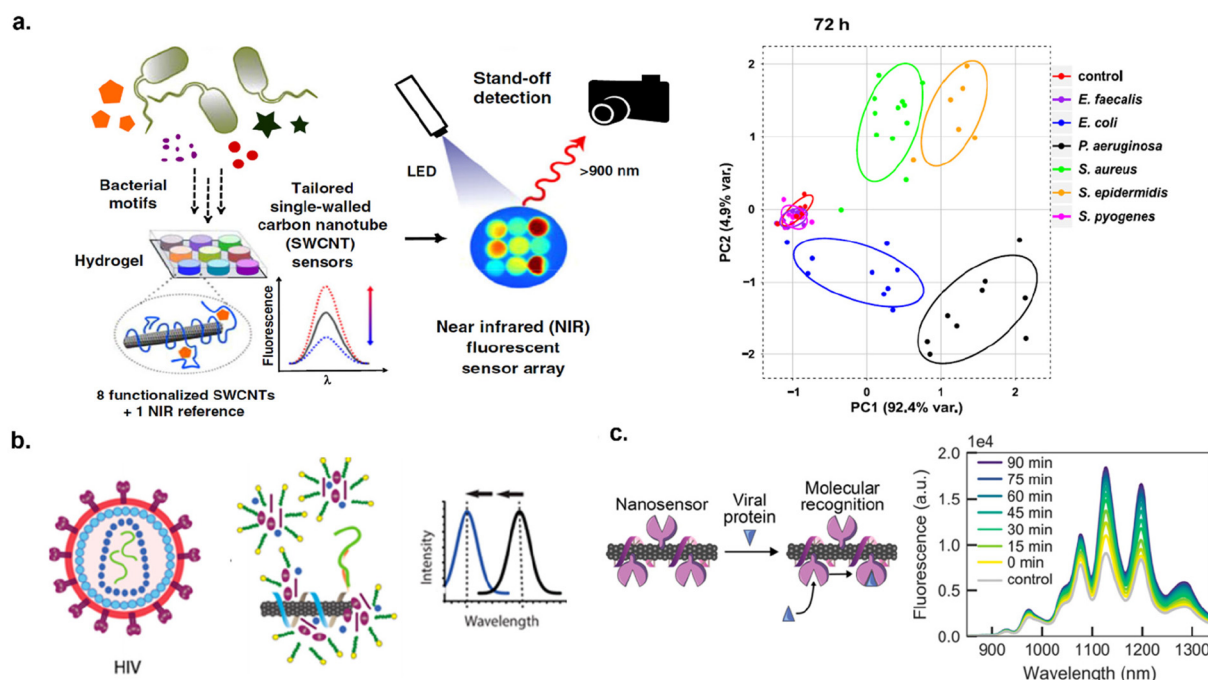 a.
Bacterial
motifs
Hydrogel
Tailored
single-walled
carbon nanotube
(SWCNT)
sensors
Fluorescence
λ
8 functionalized SWCNTs
+ 1 NIR reference
LED
Stand-off
detection
>900 nm
Near infrared (NIR)
fluorescent
sensor array
72 h
2
1
0
−1
−2
PC2 (4.9% var.)
−1
0
1
2
PC1 (92.4% var.)
control
E. faecalis
E. coli
P. aeruginosa
S. aureus
S. epidermidis
S. pyogenes
b.
HIV
Intensity
Wavelength
c.
Nanosensor
Viral
protein
Molecular
recognition
1e4
2.0
1.5
1.0
0.5
0.0
Fluorescence (a.u.)
90 min
75 min
60 min
45 min
30 min
15 min
0 min
control
900 1000 1100 1200 1300
Wavelength (nm)